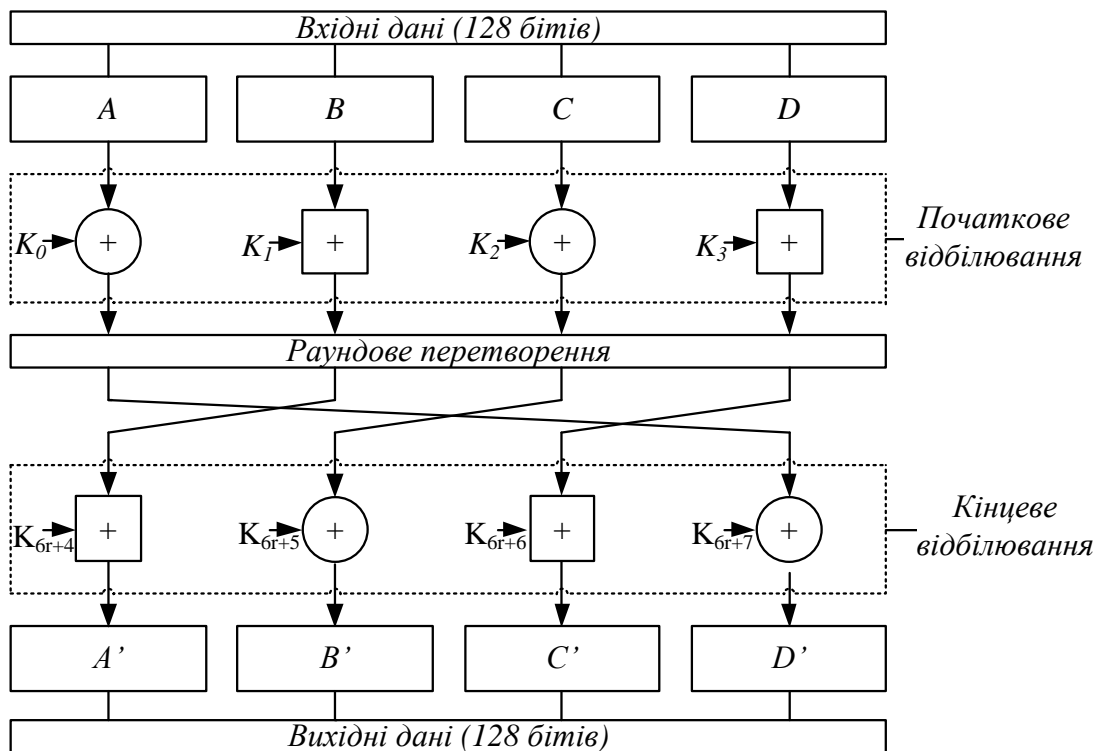 Вхідні дані (128 бітів)
A B C D
K0 + K1 + K2 + K3 +
Початкове
відбілювання
Раундове перетворення
K6r+4 + K6r+5 + K6r+6 + K6r+7 +
Кінцеве
відбілювання
A’ B’ C’ D’
Вихідні дані (128 бітів)